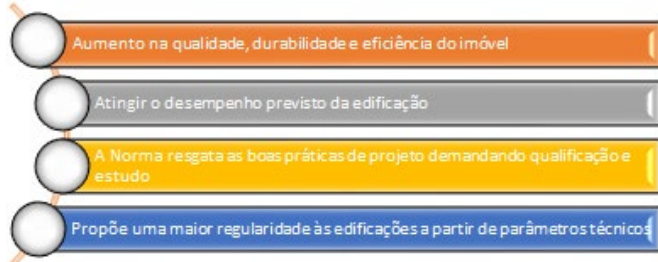 Aumento na qualidade, durabilidade e eficiência do imóvel
Atingir o desempenho previsto da edificação
A Norma resgata as boas práticas de projeto demandando qualificação e
estudo
Propõe uma maior regularidade às edificações a partir de parâmetros técnicos